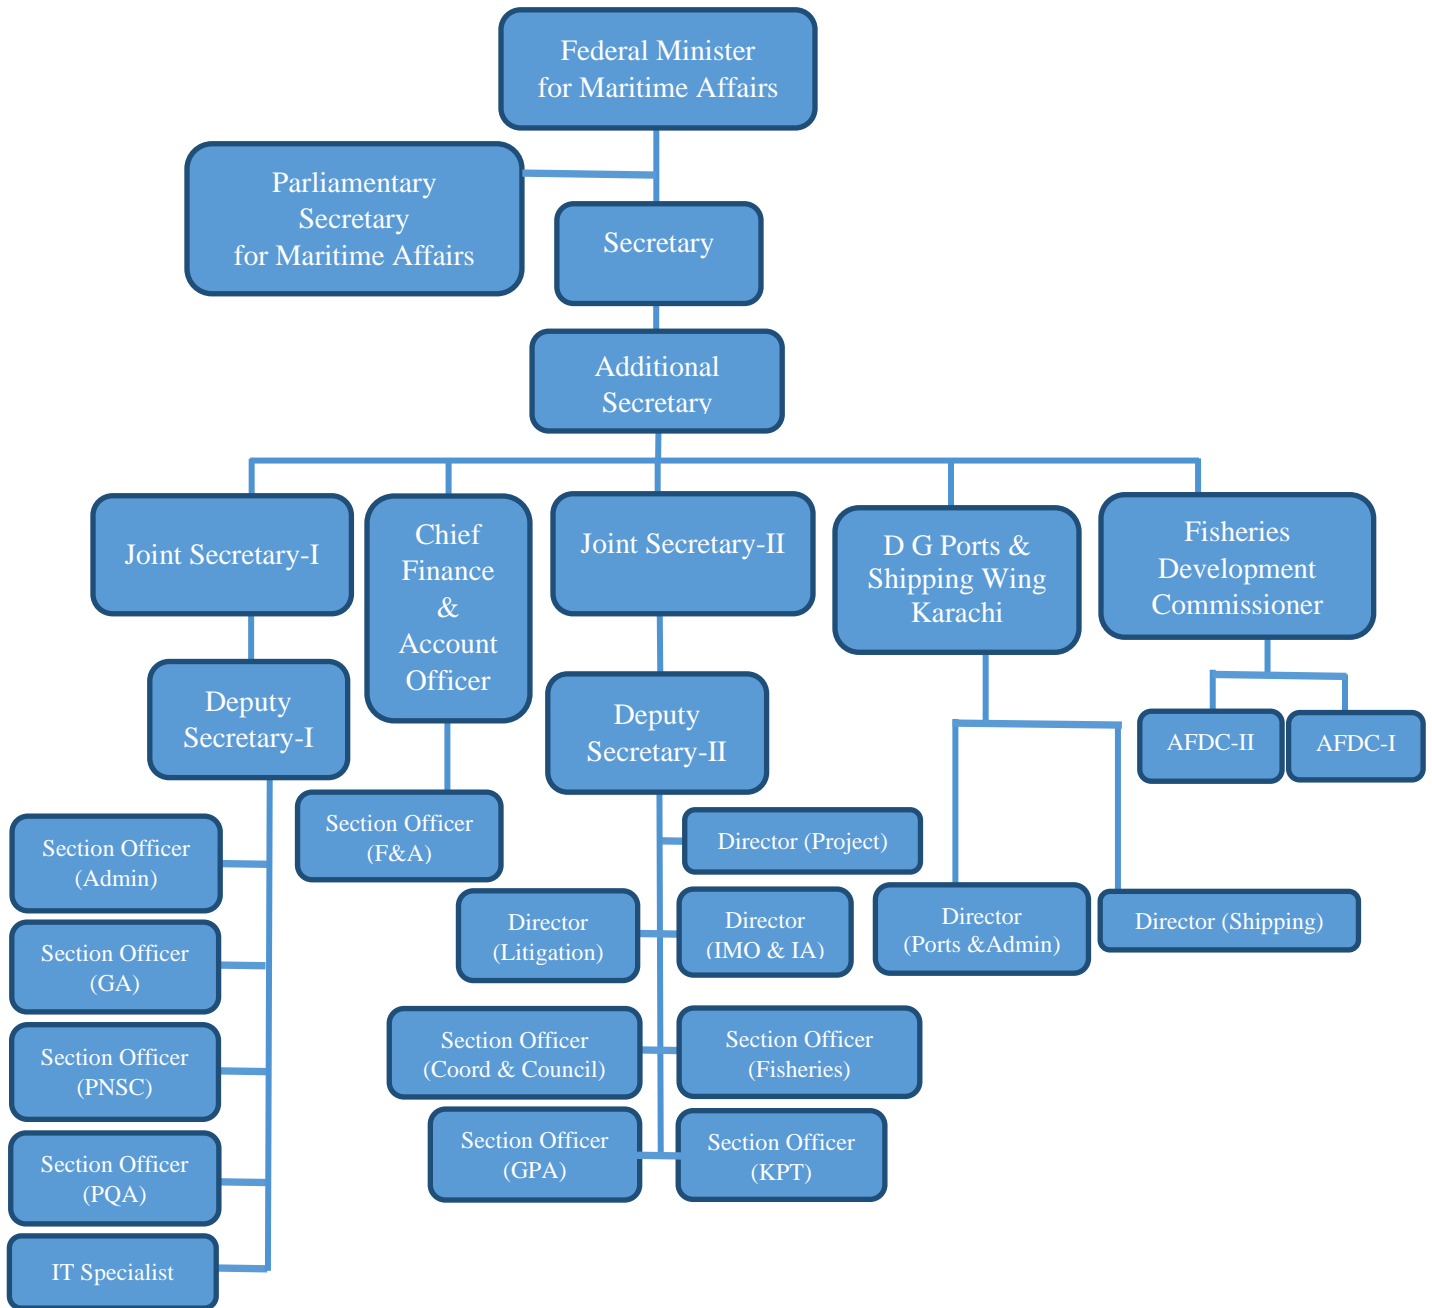 Federal Minister
for Maritime Affairs
Parliamentary
Secretary
for Maritime Affairs
Secretary
Additional
Secretary
Joint Secretary-I
Chief
Finance
&
Account
Officer
Joint Secretary-II
D G Ports &
Shipping Wing
Karachi
Fisheries
Development
Commissioner
Deputy
Secretary-I
Deputy
Secretary-II
AFDC-II
AFDC-I
Section Officer
(Admin)
Section Officer
(F&A)
Director (Project)
Section Officer
(GA)
Director
(Litigation)
Director
(IMO & IA)
Director
(Ports &Admin)
Director (Shipping)
Section Officer
(PNSC)
Section Officer
(Coord & Council)
Section Officer
(Fisheries)
Section Officer
(PQA)
Section Officer
(GPA)
Section Officer
(KPT)
IT Specialist